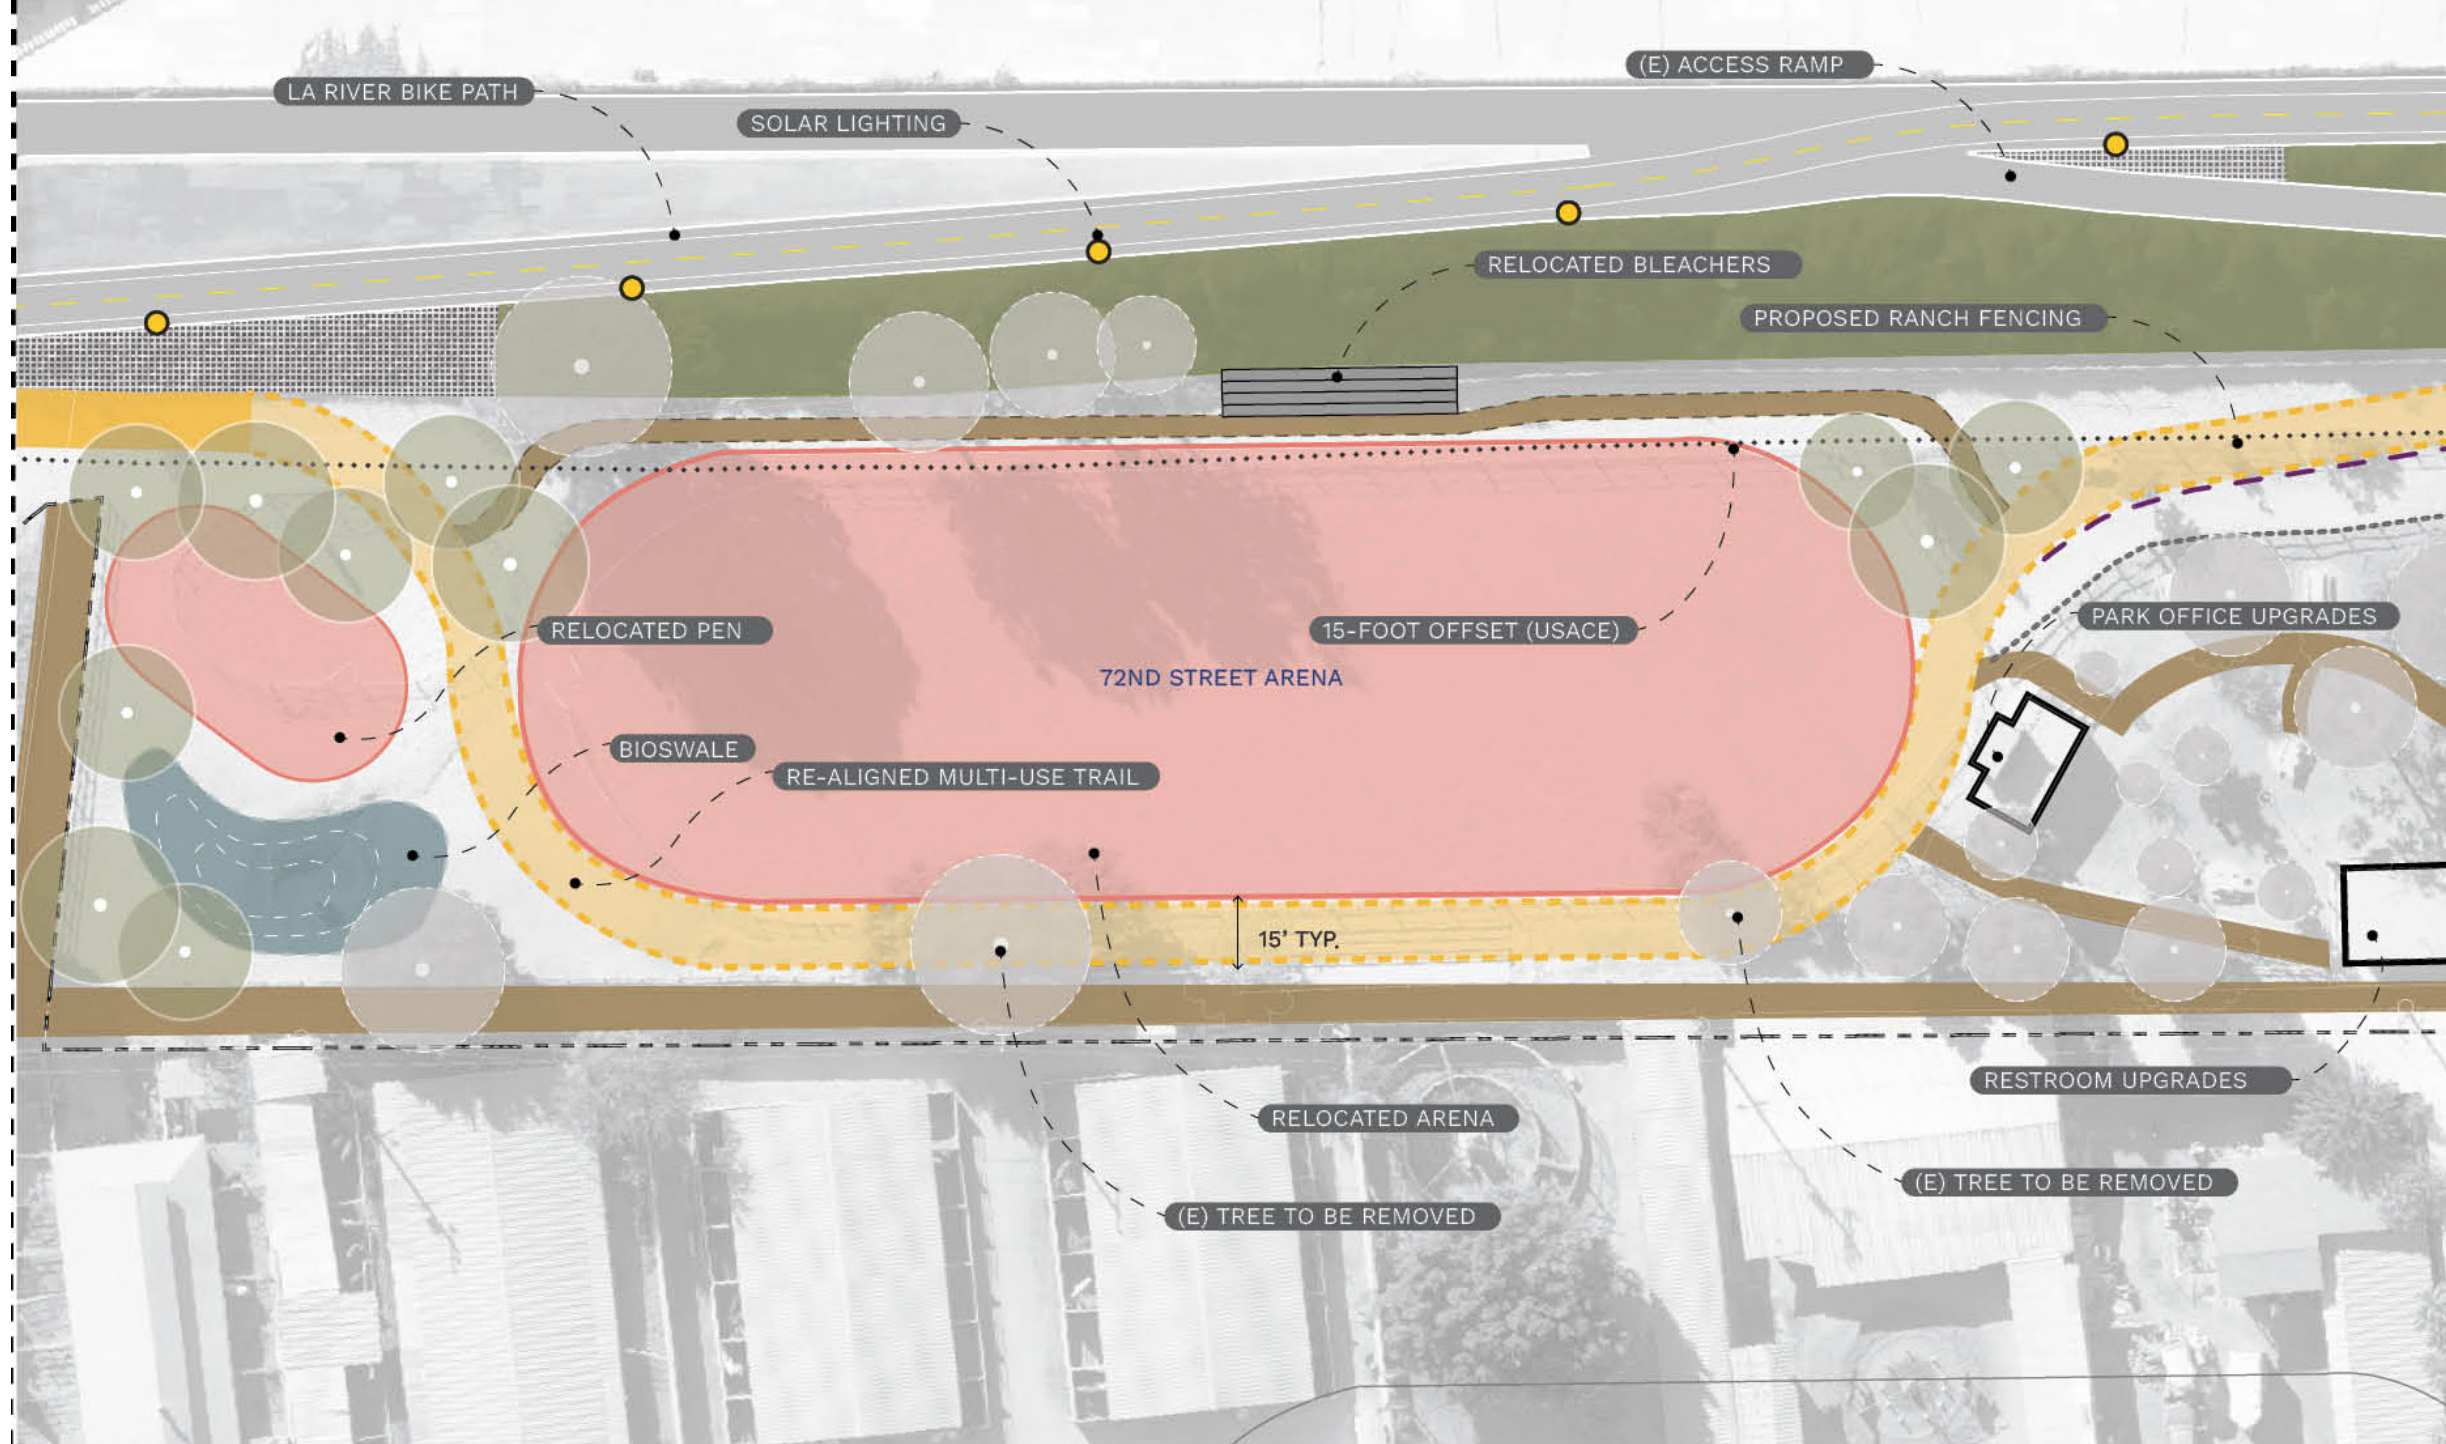 (E) ACCESS RAMP
LA RIVER BIKE PATH
SOLAR LIGHTING
RELOCATED BLEACHERS
PROPOSED RANCH FENCING
RELOCATED PEN
15-FOOT OFFSET (USACE)
PARK OFFICE UPGRADES
72ND STREET ARENA
BIOSWALE
RE-ALIGNED MULTI-USE TRAIL
15' TYP.
RESTROOM UPGRADES
RELOCATED ARENA
(E) TREE TO BE REMOVED
(E) TREE TO BE REMOVED